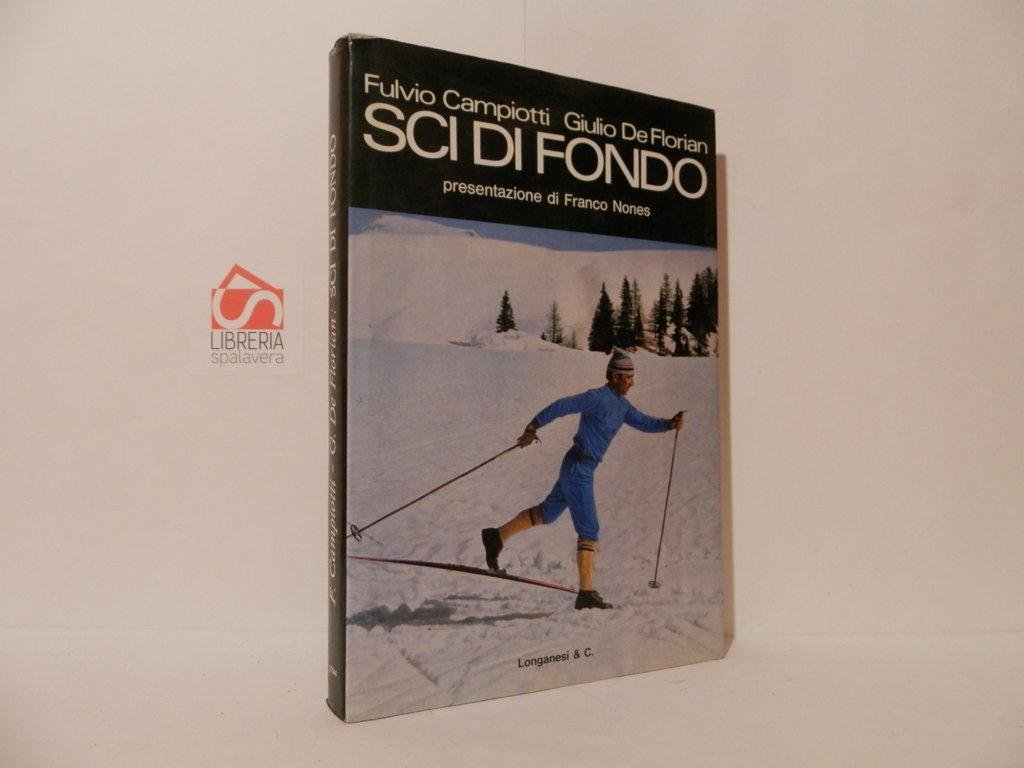 Fulvio Campiotti Giulio De Florian
SCI DI FONDO
presentazione di Franco Nones
Longanesi & C.
F. Campiotti - G. De Florian: SCI DI FONDO
LIBRERIA
spalavera